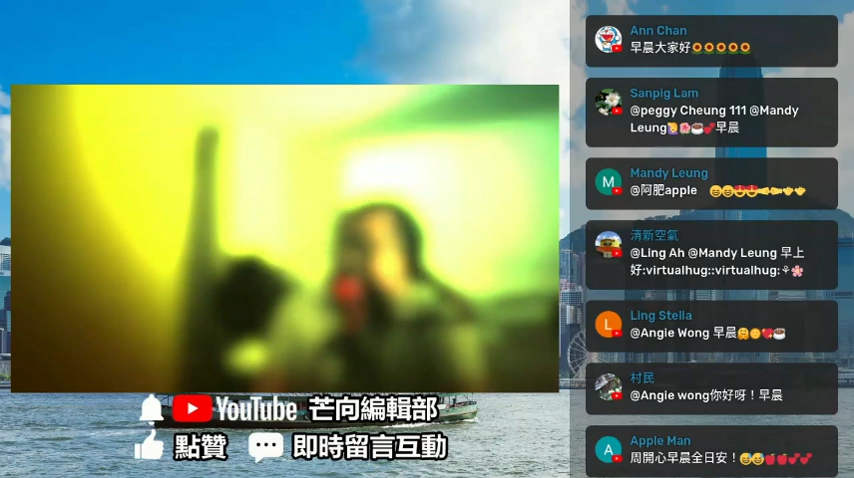 Ann Chan
早晨大家好🌻🌻🌻🌻🌻
Sanpig Lam
@peggy Cheung 111 @Mandy
Leung🙋🌺☕💕早晨
M
Mandy Leung
@阿肥apple
清新空氣
@Ling Ah @Mandy Leung 早上
好:virtualhug::virtualhug:⚘🌸
L
Ling Stella
@Angie Wong 早晨🤗🌞💖☕
村民
@Angie wong你好呀！早晨
A
Apple Man
周開心早晨全日安！😅😅🍎🍎💕💕
YouTube 芒向編輯部
點贊 即時留言互動